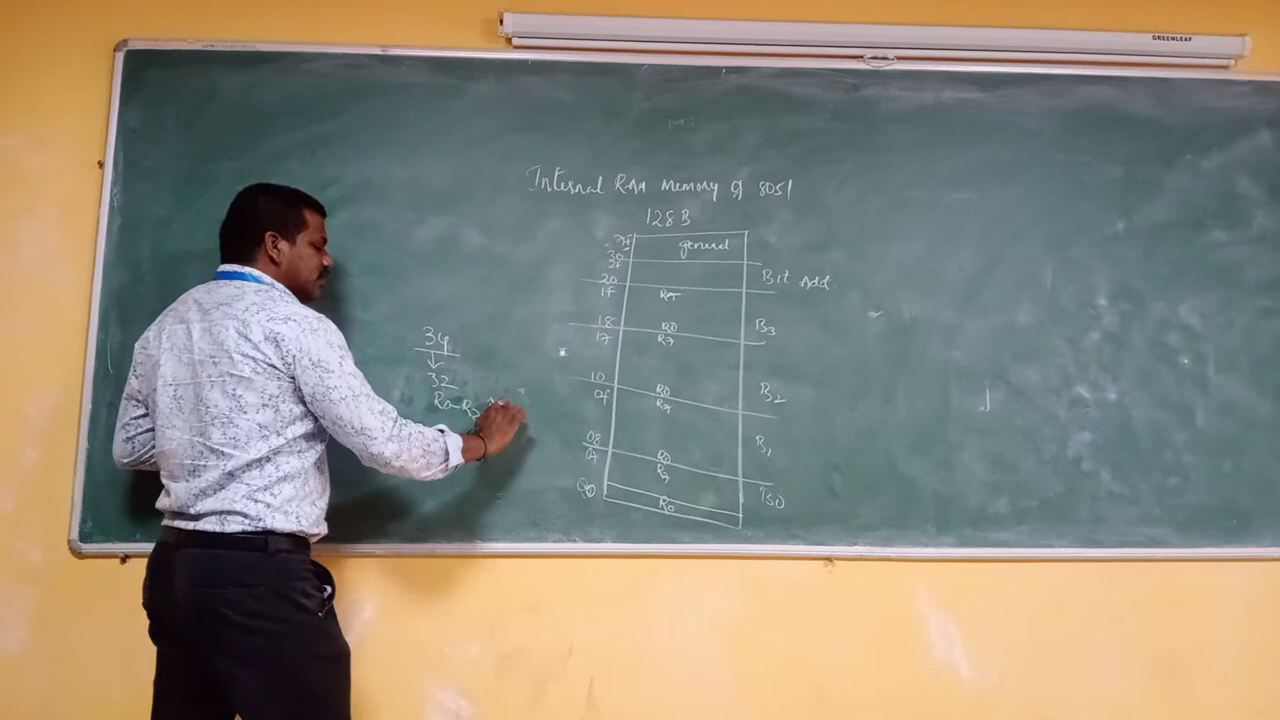 GREENLEAF
Internal RAM Memory of 8051
128 B
7f general
30
2f
20 Bit Add.
1f R7
18 R0 B3
17 R7
10 R0 B2
0f R7
08 R0 B1
07 R7
00 R0 B0
34
32
R0-R7